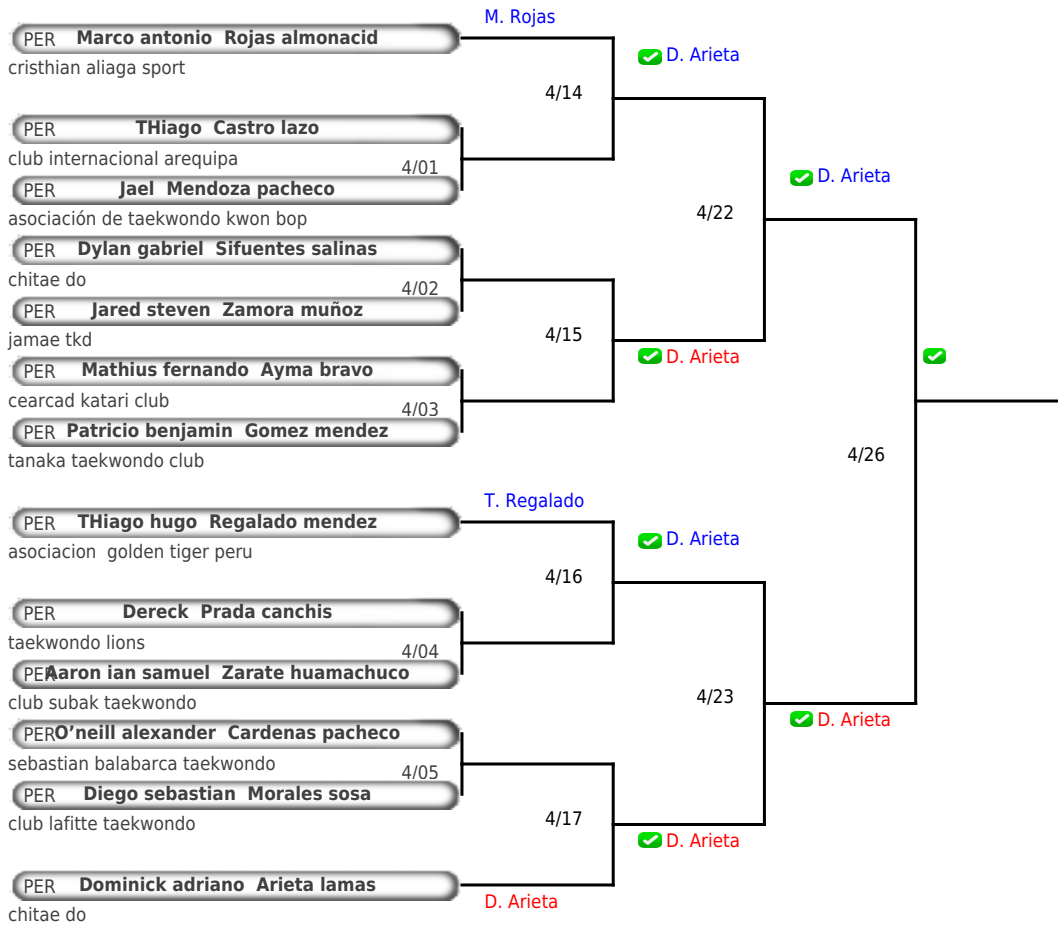 M. Rojas
PER Marco antonio Rojas almonacid
D. Arieta
cristhian aliaga sport
4/14
PER THiago Castro lazo
club internacional arequipa
4/01
D. Arieta
PER Jael Mendoza pacheco
asociación de taekwondo kwon bop
4/22
PER Dylan gabriel Sifuentes salinas
chitae do
4/02
PER Jared steven Zamora muñoz
4/15
jamae tkd
D. Arieta
PER Mathius fernando Ayma bravo
cearcad katari club
4/03
PER Patricio benjamin Gomez mendez
4/26
tanaka taekwondo club
T. Regalado
PER THiago hugo Regalado mendez
D. Arieta
asociacion golden tiger peru
4/16
PER Dereck Prada canchis
taekwondo lions
4/04
PER Aaron ian samuel Zarate huamachuco
4/23
club subak taekwondo
D. Arieta
PER O’neill alexander Cardenas pacheco
sebastian balabarca taekwondo
4/05
PER Diego sebastian Morales sosa
4/17
club lafitte taekwondo
D. Arieta
PER Dominick adriano Arieta lamas
D. Arieta
chitae do